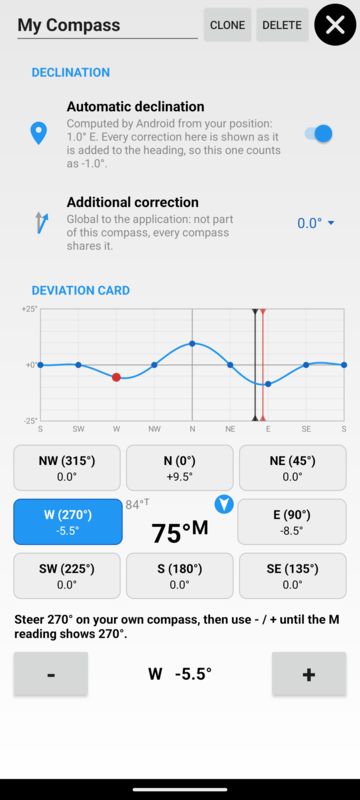 My Compass
CLONE
DELETE
DECLINATION
Automatic declination
Computed by Android from your position:
1.0° E. Every correction here is shown as it
is added to the heading, so this one counts
as -1.0°.
Additional correction
Global to the application: not part
of this compass, every compass
shares it.
0.0°
DEVIATION CARD
+25°
+0°
-25°
S SW W NW N NE E SE S
NW (315°) N (0°) NE (45°)
0.0° +9.5° 0.0°
W (270°) 84°T E (90°)
-5.5° 75°M -8.5°
SW (225°) S (180°) SE (135°)
0.0° 0.0° 0.0°
Steer 270° on your own compass, then use - / + until the M
reading shows 270°.
- W -5.5° +